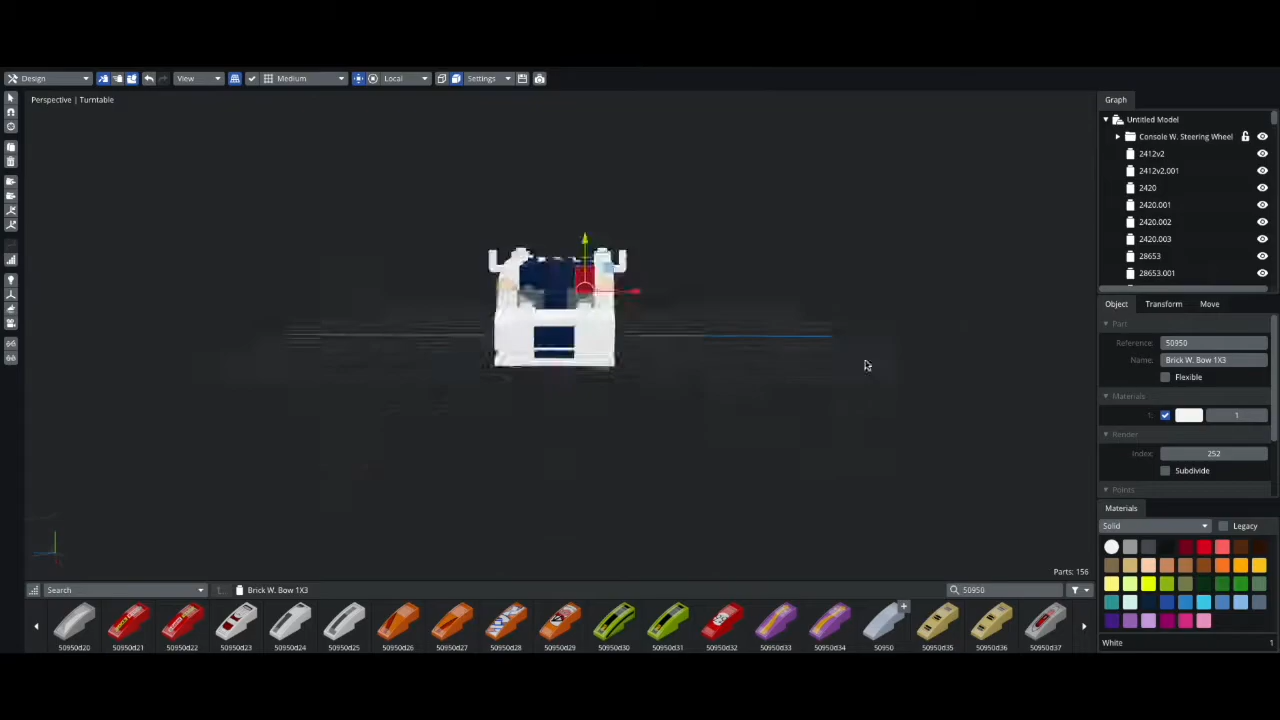 Design
View
Medium
Local
Settings
Perspective | Turntable
Graph
Untitled Model
Console W. Steering Wheel
2412v2
2412v2.001
2420
2420.001
2420.002
2420.003
28653
28653.001
Object Transform Move
Part
Reference: 50950
Name: Brick W. Bow 1X3
Flexible
Materials
1: 1
Render
Index: 252
Subdivide
Points
Materials
Solid Legacy
White 1
Parts: 156
Search
Brick W. Bow 1X3
50950
50950d20 50950d21 50950d22 50950d23 50950d24 50950d25 50950d26 50950d27 50950d28 50950d29 50950d30 50950d31 50950d32 50950d33 50950d34 50950 50950d35 50950d36 50950d37